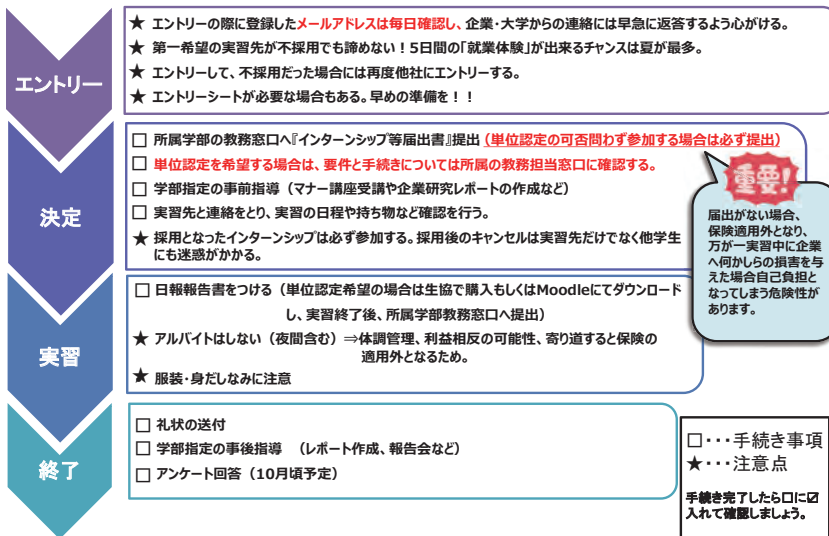 エントリー
★ エントリーの際に登録したメールアドレスは毎日確認し、企業・大学からの連絡には早急に返答するよう心がける。
★ 第一希望の実習先が不採用でも諦めない！5日間の「就業体験」が出来るチャンスは夏が最多。
★ エントリーして、不採用だった場合には再度他社にエントリーする。
★ エントリーシートが必要な場合もある。早めの準備を！！
決定
□ 所属学部の教務窓口へ『インターンシップ等届出書』提出（単位認定の可否問わず参加する場合は必ず提出）
□ 単位認定を希望する場合は、要件と手続きについては所属の教務担当窓口に確認する。
□ 学部指定の事前指導（マナー講座受講や企業研究レポートの作成など）
□ 実習先と連絡をとり、実習の日程や持ち物など確認を行う。
★ 採用となったインターンシップは必ず参加する。採用後のキャンセルは実習先だけでなく他学生
にも迷惑がかかる。
重要!
届出がない場合、
保険適用外となり、
万が一実習中に企業
へ何かしらの損害を与
えた場合自己負担と
なってしまう危険性が
あります。
実習
□ 日報報告書をつける（単位認定希望の場合は生協で購入もしくはMoodleにてダウンロード
し、実習終了後、所属学部教務窓口へ提出）
★ アルバイトはしない（夜間含む）⇒体調管理、利益相反の可能性、寄り道すると保険の
適用外となるため。
★ 服装・身だしなみに注意
終了
□ 礼状の送付
□ 学部指定の事後指導　（レポート作成、報告会など）
□ アンケート回答（10月頃予定）
□・・・手続き事項
★・・・注意点
手続き完了したら口に☑
入れて確認しましょう。